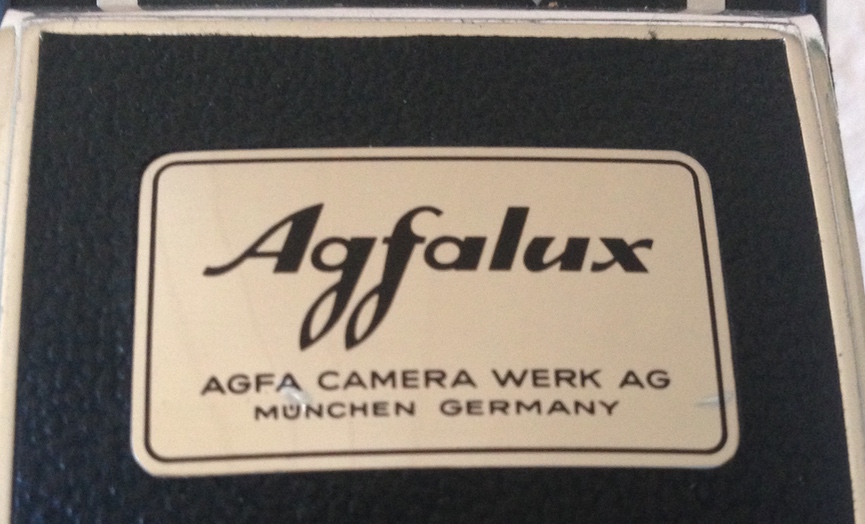 Agfalux
AGFA CAMERA WERK AG
MÜNCHEN GERMANY